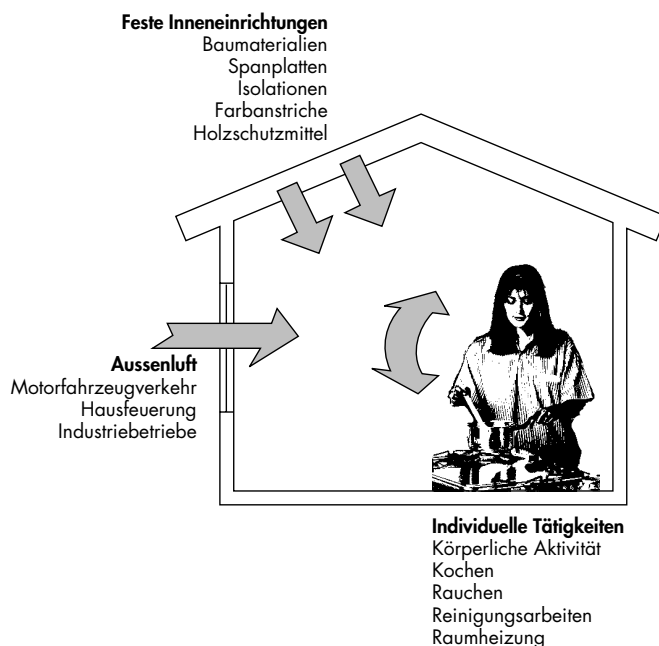 Feste Inneneinrichtungen
Baumaterialien
Spanplatten
Isolationen
Farbanstriche
Holzschutzmittel
Aussenluft
Motorfahrzeugverkehr
Hausfeuerung
Industriebetriebe
Individuelle Tätigkeiten
Körperliche Aktivität
Kochen
Rauchen
Reinigungsarbeiten
Raumheizung